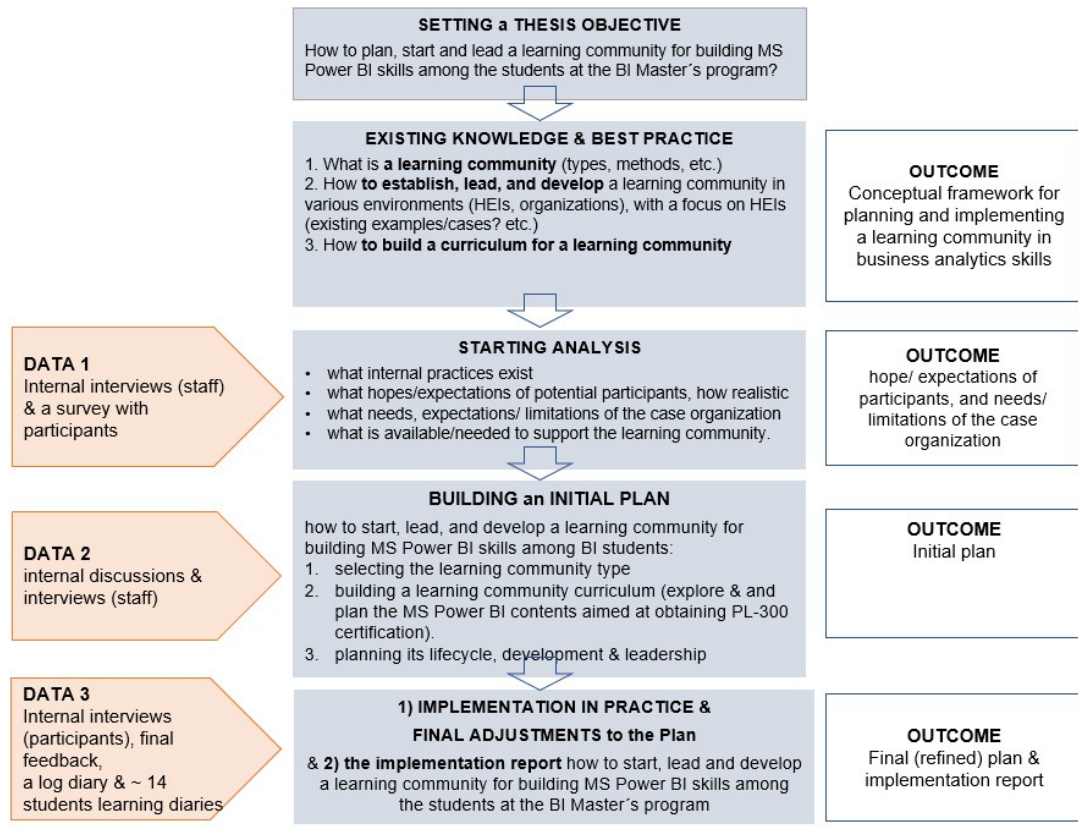 SETTING a THESIS OBJECTIVE
How to plan, start and lead a learning community for building MS
Power BI skills among the students at the BI Master´s program?
EXISTING KNOWLEDGE & BEST PRACTICE
1. What is a learning community (types, methods, etc.)
2. How to establish, lead, and develop a learning community in
various environments (HEIs, organizations), with a focus on HEIs
(existing examples/cases? etc.)
3. How to build a curriculum for a learning community
OUTCOME
Conceptual framework for
planning and implementing
a learning community in
business analytics skills
DATA 1
Internal interviews (staff)
& a survey with
participants
STARTING ANALYSIS
• what internal practices exist
• what hopes/expectations of potential participants, how realistic
• what needs, expectations/ limitations of the case organization
• what is available/needed to support the learning community.
OUTCOME
hope/ expectations of
participants, and needs/
limitations of the case
organization
DATA 2
internal discussions &
interviews (staff)
BUILDING an INITIAL PLAN
how to start, lead, and develop a learning community for
building MS Power BI skills among BI students:
1. selecting the learning community type
2. building a learning community curriculum (explore & and
plan the MS Power BI contents aimed at obtaining PL-300
certification).
3. planning its lifecycle, development & leadership
OUTCOME
Initial plan
DATA 3
Internal interviews
(participants), final
feedback,
a log diary & ~ 14
students learning diaries
1) IMPLEMENTATION IN PRACTICE &
FINAL ADJUSTMENTS to the Plan
& 2) the implementation report how to start, lead and develop
a learning community for building MS Power BI skills among
the students at the BI Master´s program
OUTCOME
Final (refined) plan &
implementation report